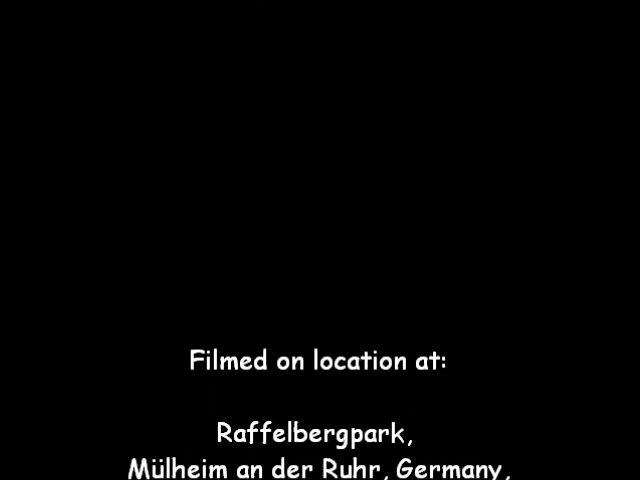 Filmed on location at:
Raffelbergpark,
Mülheim an der Ruhr, Germany,